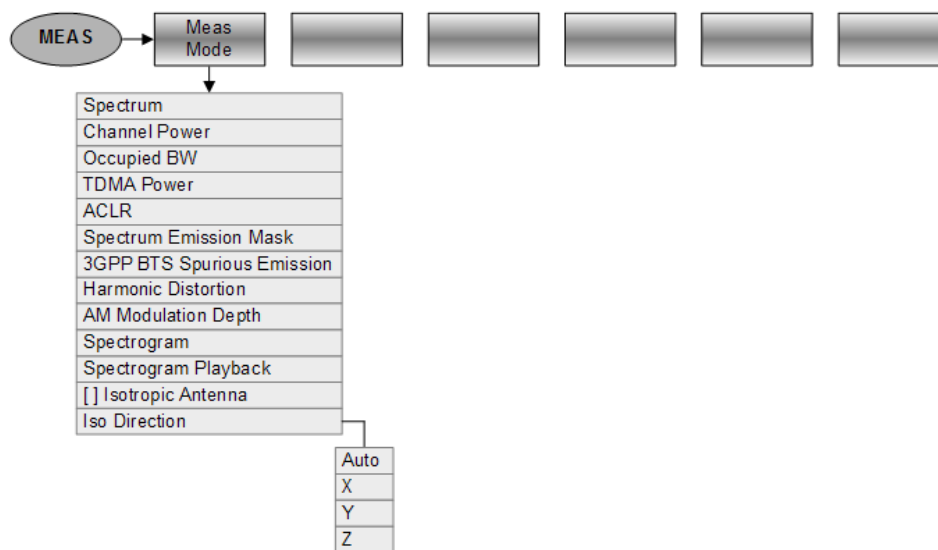 MEAS
Meas
Mode
Spectrum
Channel Power
Occupied BW
TDMA Power
ACLR
Spectrum Emission Mask
3GPP BTS Spurious Emission
Harmonic Distortion
AM Modulation Depth
Spectrogram
Spectrogram Playback
[ ] Isotropic Antenna
Iso Direction
Auto
X
Y
Z